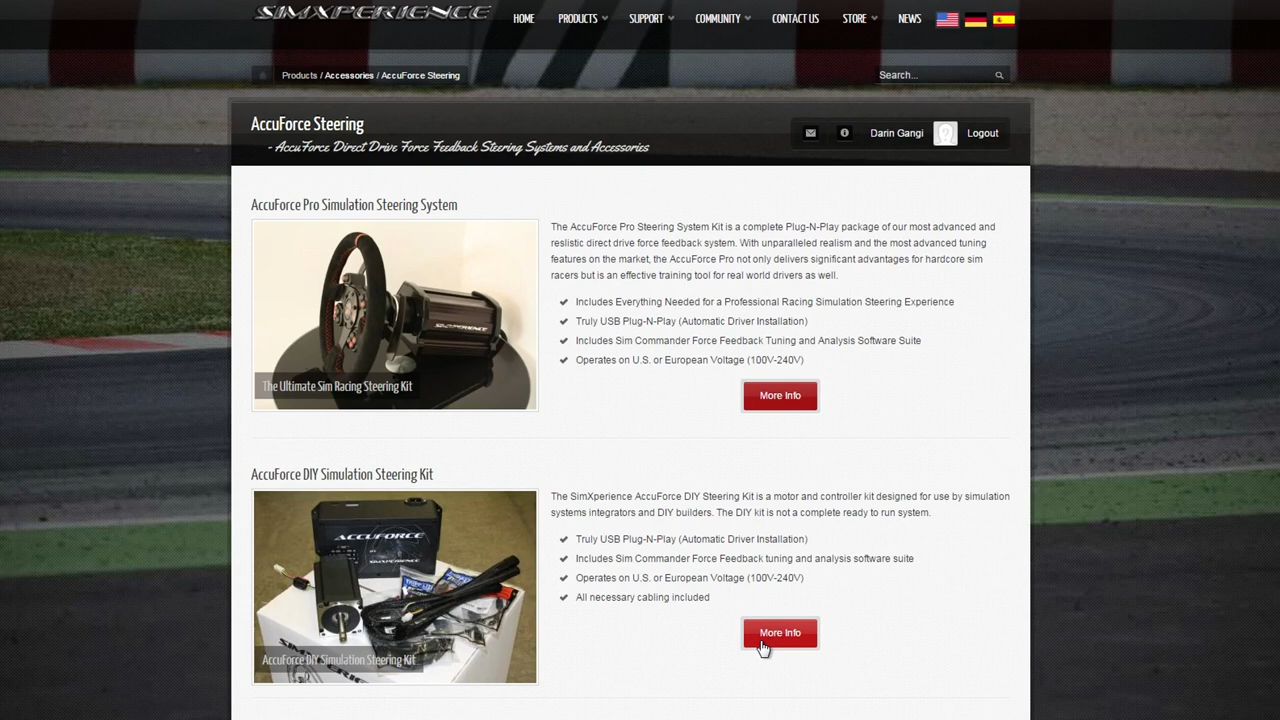 SIMXPERIENCE
HOME PRODUCTS SUPPORT COMMUNITY CONTACT US STORE NEWS
Products / Accessories / AccuForce Steering
Search...
AccuForce Steering
- AccuForce Direct Drive Force Feedback Steering Systems and Accessories
Darin Gangi
Logout
AccuForce Pro Simulation Steering System
SIMXPERIENCE
The Ultimate Sim Racing Steering Kit
The AccuForce Pro Steering System Kit is a complete Plug-N-Play package of our most advanced and
reslistic direct drive force feedback system. With unparalleled realism and the most advanced tuning
features on the market, the AccuForce Pro not only delivers significant advantages for hardcore sim
racers but is an effective training tool for real world drivers as well.
Includes Everything Needed for a Professional Racing Simulation Steering Experience
Truly USB Plug-N-Play (Automatic Driver Installation)
Includes Sim Commander Force Feedback Tuning and Analysis Software Suite
Operates on U.S. or European Voltage (100V-240V)
More Info
AccuForce DIY Simulation Steering Kit
ACCUFORCE
SIMXPERIENCE
SIMXPERIENCE
AccuForce DIY Simulation Steering Kit
The SimXperience AccuForce DIY Steering Kit is a motor and controller kit designed for use by simulation
systems integrators and DIY builders. The DIY kit is not a complete ready to run system.
Truly USB Plug-N-Play (Automatic Driver Installation)
Includes Sim Commander Force Feedback tuning and analysis software suite
Operates on U.S. or European Voltage (100V-240V)
All necessary cabling included
More Info